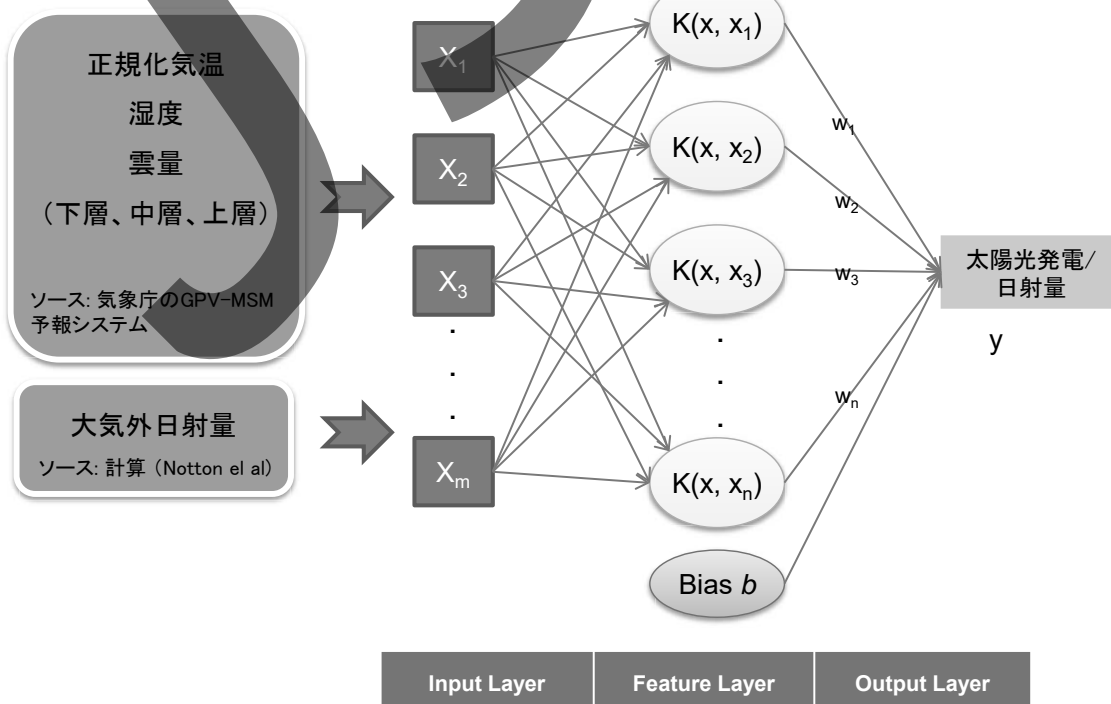 正規化気温
湿度
雲量
（下層、中層、上層）
ソース: 気象庁のGPV-MSM
予報システム
大気外日射量
ソース: 計算（Notton el al)
X1
X2
X3
.
.
.
Xm
K(x, x1)
K(x, x2)
K(x, x3)
.
.
.
K(x, xn)
Bias b
w1
w2
w3
wn
太陽光発電/
日射量
y
Input Layer
Feature Layer
Output Layer